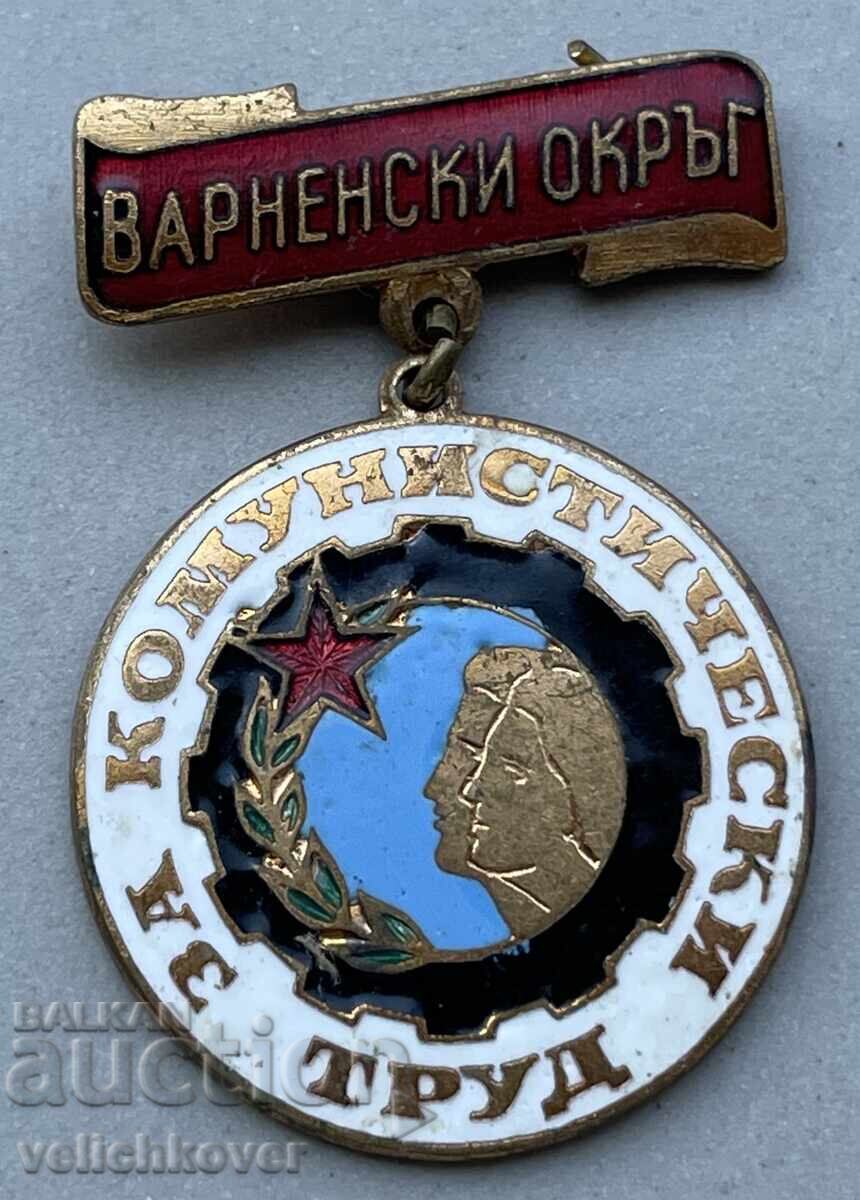 ВАРНЕНСКИ ОКРЪГ
ЗА КОМУНИСТИЧЕСКИ ТРУД
BALKAN
auction
velichkover